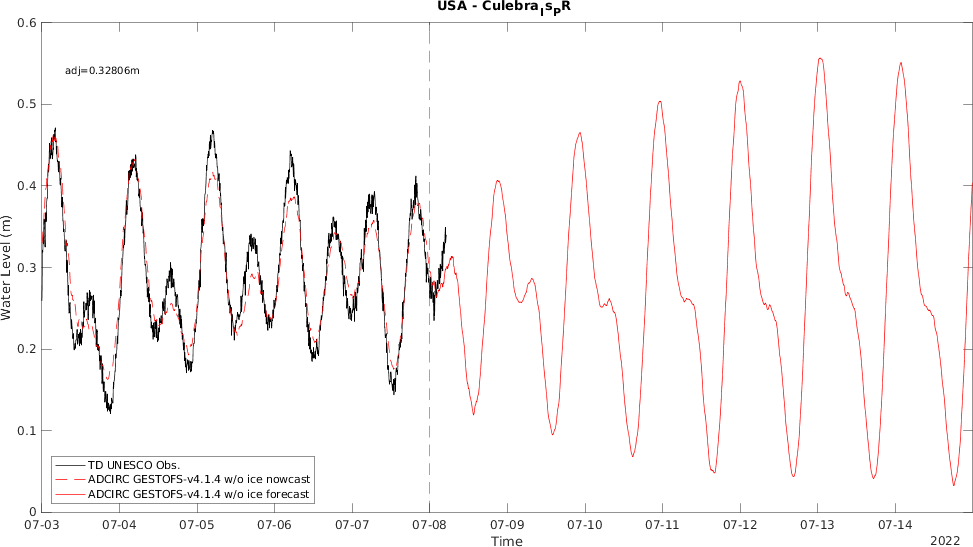 USA - CulebraIsPR
0.6
adj=0.32806m
0.5
0.4
0.3
0.2
0.1
0
Water Level (m)
TD UNESCO Obs.
ADCIRC GESTOFS-v4.1.4 w/o ice nowcast
ADCIRC GESTOFS-v4.1.4 w/o ice forecast
07-03 07-04 07-05 07-06 07-07 07-08 07-09 07-10 07-11 07-12 07-13 07-14
Time
2022